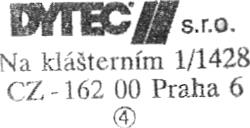 DYTEC s.r.o.
Na klášterním 1/1428
CZ - 162 00 Praha 6
④